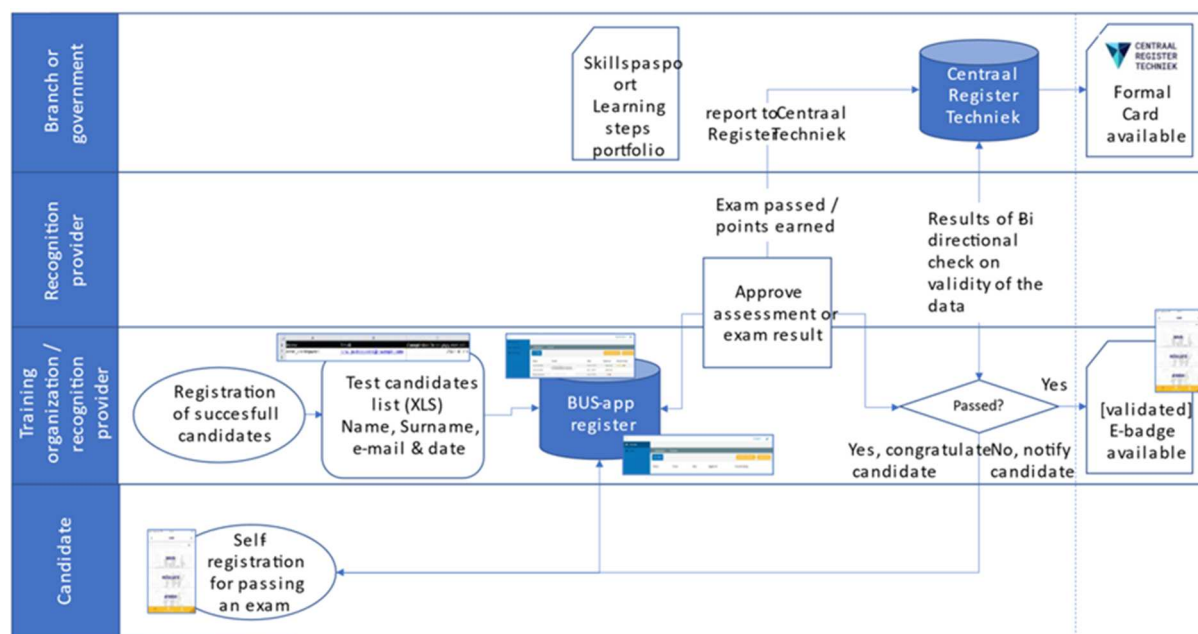 Branch or
government
Skillspaspo
ort
Learning
steps
portfolio
report to Centraal
Register Techniek
Centraal
Register
Techniek
CENTRAAL
REGISTER
TECHNIEK
Formal
Card
available
Recognition
provider
Exam passed /
points earned
Approve
assessment or
exam result
Results of Bi
directional
check on
validity of the
data
Training
organization /
recognition
provider
Registration
of succesfull
candidates
Test candidates
list (XLS)
Name, Surname,
e-mail & date
BUS-app
register
Passed?
Yes
Yes, congratulate
candidate
No, notify
candidate
[validated]
E-badge
available
Candidate
Self
registration
for passing
an exam